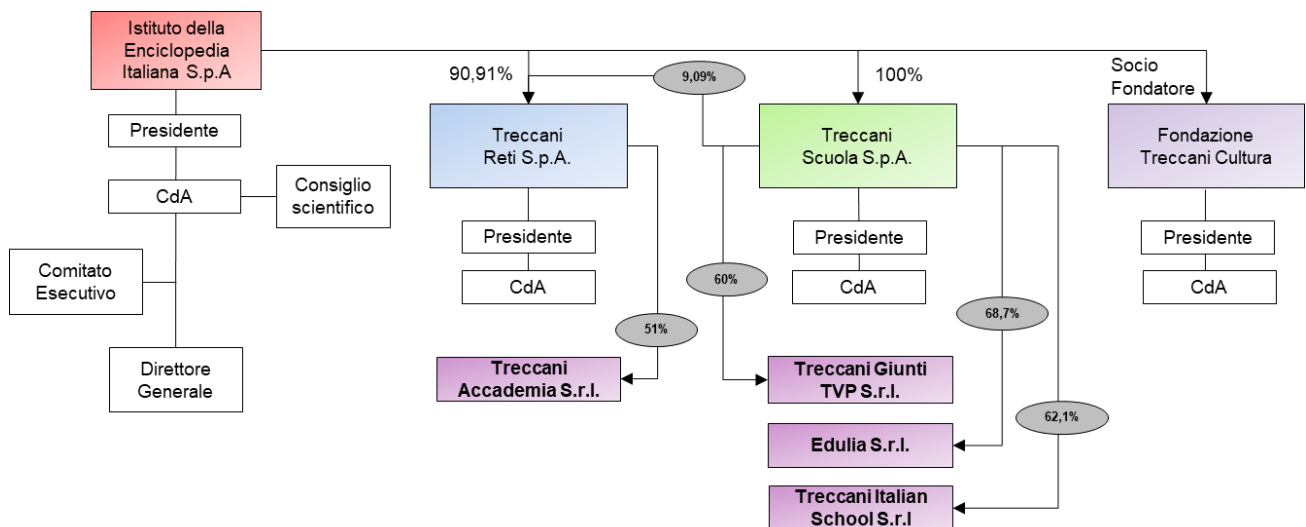 Istituto della
Enciclopedia
Italiana S.p.A
90,91%
9,09%
100%
Socio
Fondatore
Presidente
CdA
Consiglio
scientifico
Comitato
Esecutivo
Direttore
Generale
Treccani
Reti S.p.A.
Presidente
CdA
51%
Treccani
Accademia S.r.l.
Treccani
Scuola S.p.A.
Presidente
CdA
60%
68,7%
62,1%
Treccani Giunti
TVP S.r.l.
Edulia S.r.l.
Treccani Italian
School S.r.l
Fondazione
Treccani Cultura
Presidente
CdA